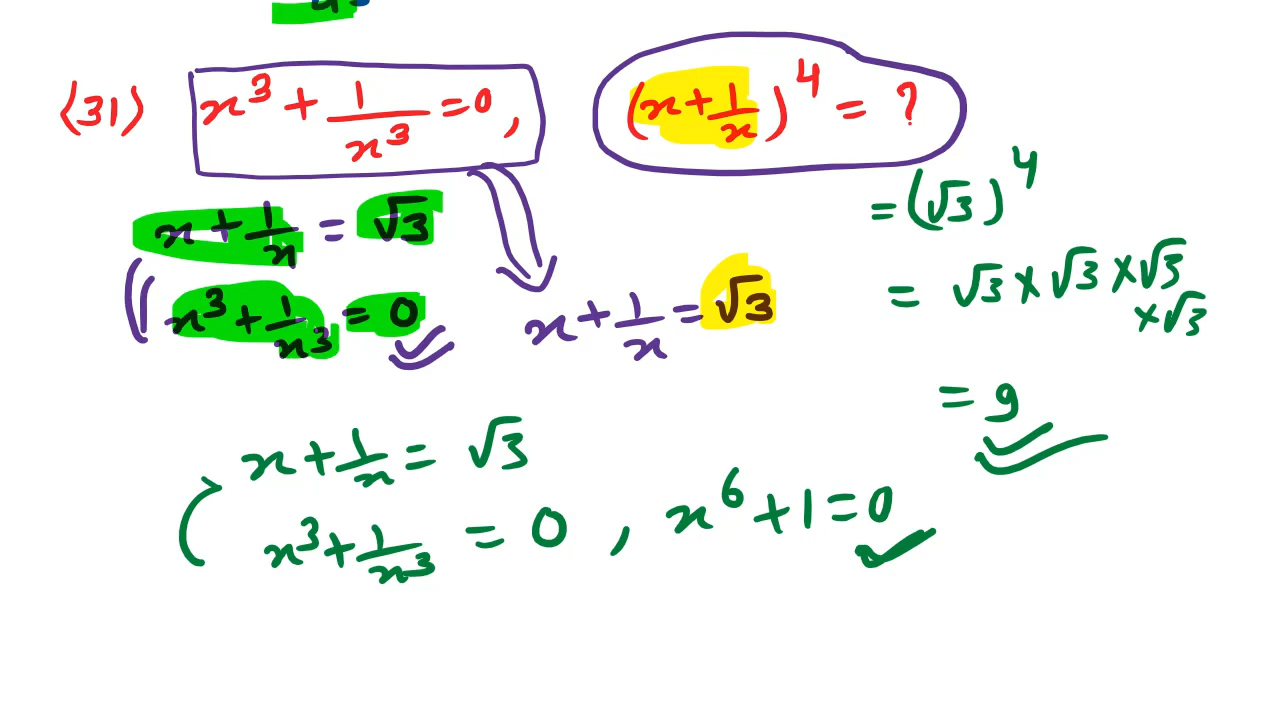 (31) x³ + 1/x³ = 0, (x + 1/x)⁴ = ?
= (√3)⁴
x + 1/x = √3
= √3 × √3 × √3 × √3
x³ + 1/x³ = 0
x + 1/x = √3
= 9
x + 1/x = √3
x³ + 1/x³ = 0, x⁶ + 1 = 0